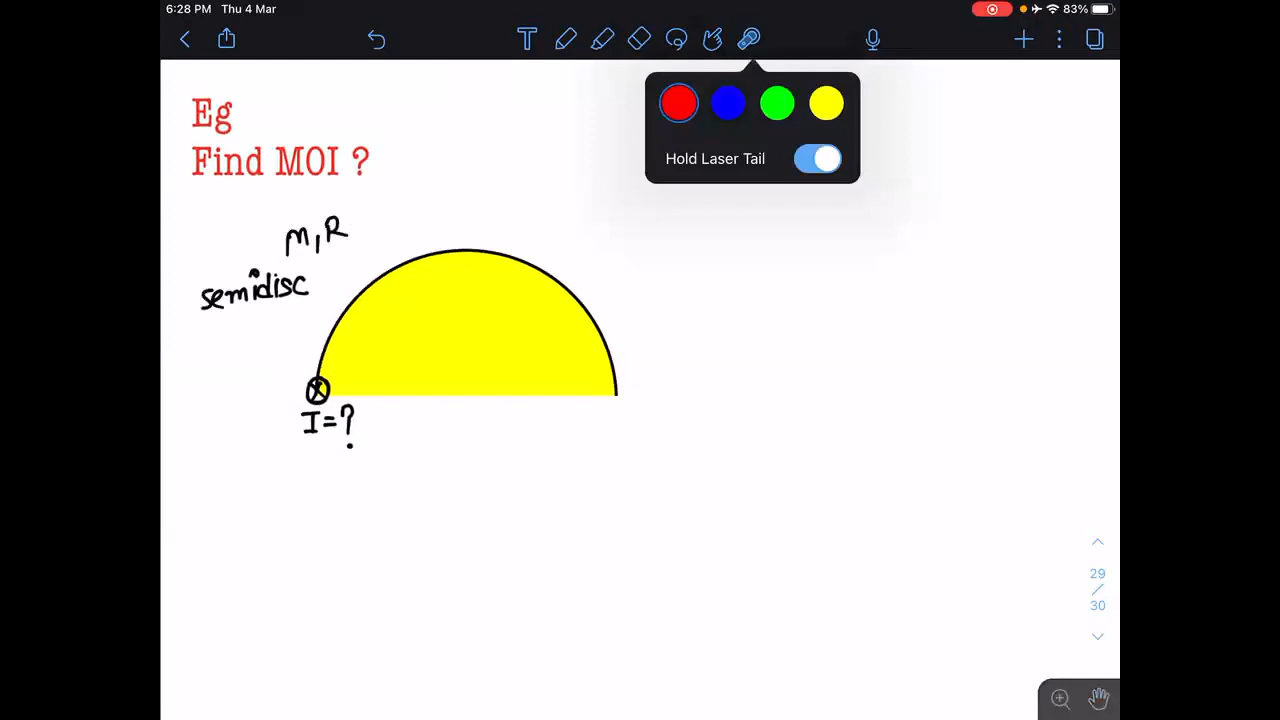 6:28 PM Thu 4 Mar
83%
T
Hold Laser Tail
Eg
Find MOI ?
M,R
semidisc
I=?
29
/
30